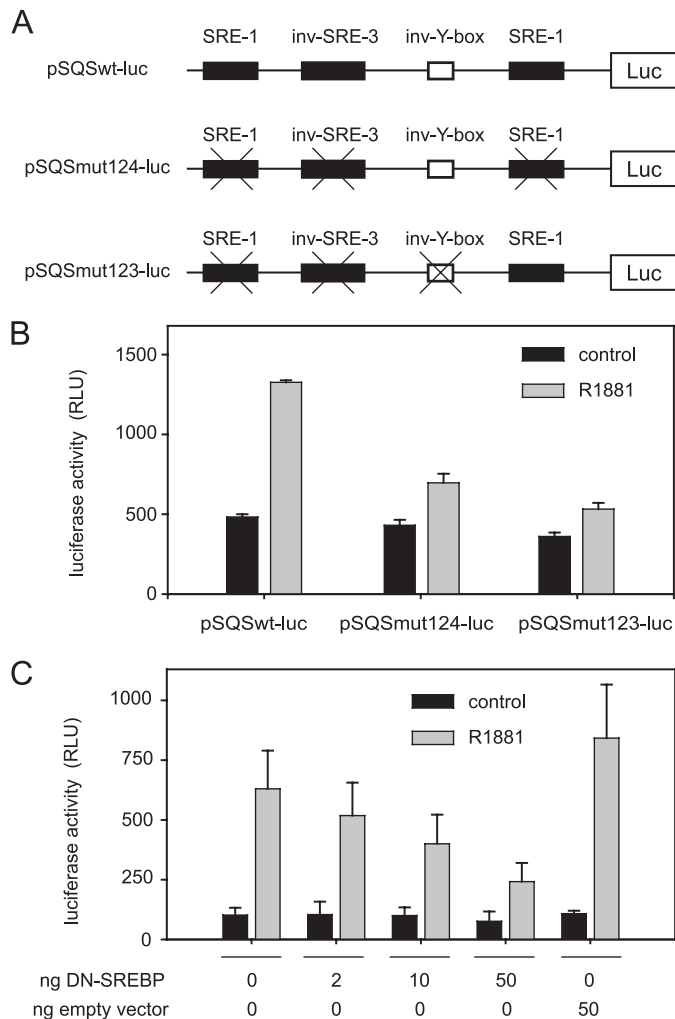 A
SRE-1 inv-SRE-3 inv-Y-box SRE-1
pSQSwt-luc Luc
SRE-1 inv-SRE-3 inv-Y-box SRE-1
pSQSmut124-luc Luc
SRE-1 inv-SRE-3 inv-Y-box SRE-1
pSQSmut123-luc Luc
B
luciferase activity (RLU)
1500
1000
500
0
control
R1881
pSQSwt-luc pSQSmut124-luc pSQSmut123-luc
C
luciferase activity (RLU)
1000
750
500
250
0
control
R1881
ng DN-SREBP 0 2 10 50 0
ng empty vector 0 0 0 0 50